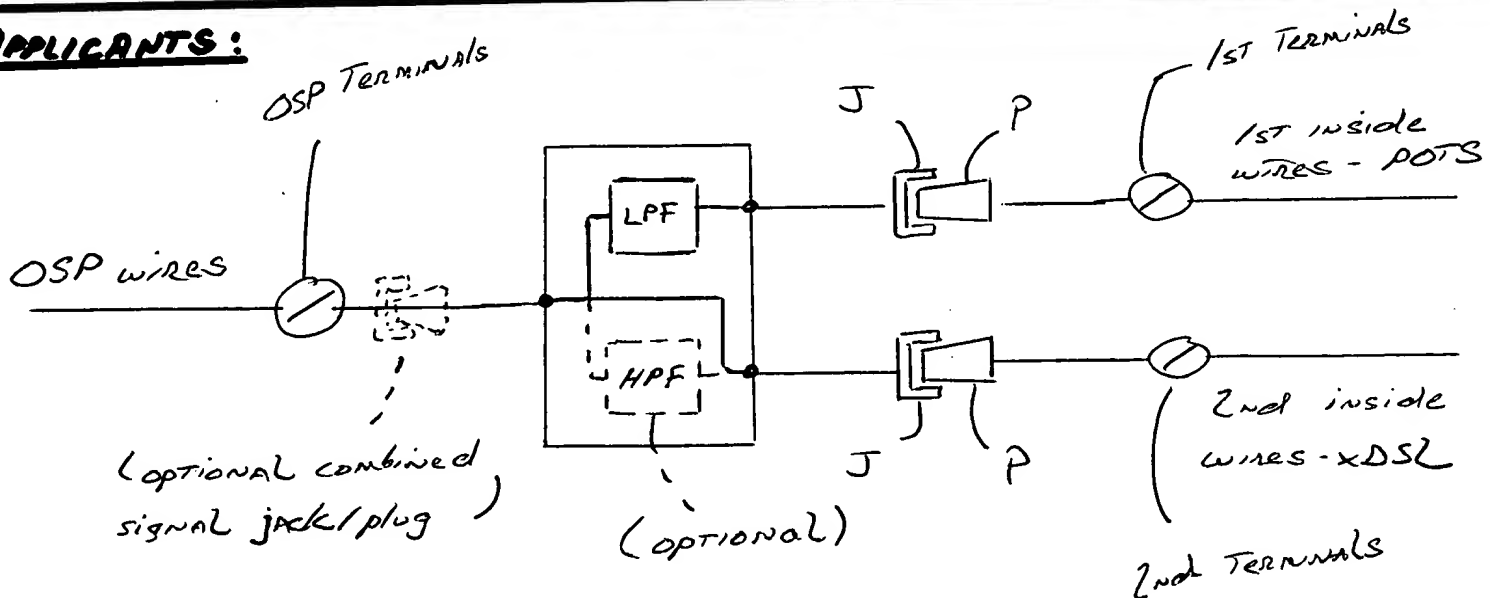 APPLICANTS:
OSP Terminals
J
P
1ST Terminals
1ST inside
wires - POTS
LPF
OSP wires
HPF
J
P
2nd inside
wires - xDSL
(optional combined
signal jack/plug)
(optional)
2nd Terminals